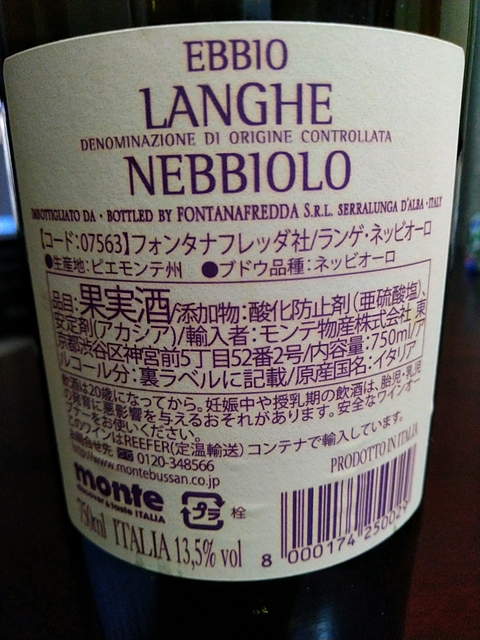 EBBIO
LANGHE
DENOMINAZIONE DI ORIGINE CONTROLLATA
NEBBIOLO
IMBOTTIGLIATO DA · BOTTLED BY FONTANAFREDDA S.R.L. SERRALUNGA D'ALBA · ITALY
【コード:07563】フォンタナフレッダ社/ランゲ・ネッビオーロ
●生産地:ピエモンテ州 ●ブドウ品種:ネッビオーロ
品目:果実酒/添加物:酸化防止剤(亜硫酸塩)、
安定剤(アカシア)/輸入者:モンテ物産株式会社 東
京都渋谷区神宮前5丁目52番2号/内容量:750ml/ア
ルコール分:裏ラベルに記載/原産国名:イタリア
飲酒は20歳になってから。妊娠中や授乳期の飲酒は、胎児・乳児
の発育に悪影響を与えるおそれがあります。安全なワインオー
プナーをお使いください。
このワインはREEFER(定温輸送)コンテナで輸入しています。
お問合せ先 0120-348566
http://www.montebussan.co.jp
PRODOTTO IN ITALIA
monte
discover & taste ITALIA
プラ 栓
750ml ITALIA 13,5% vol
8 000174 250029